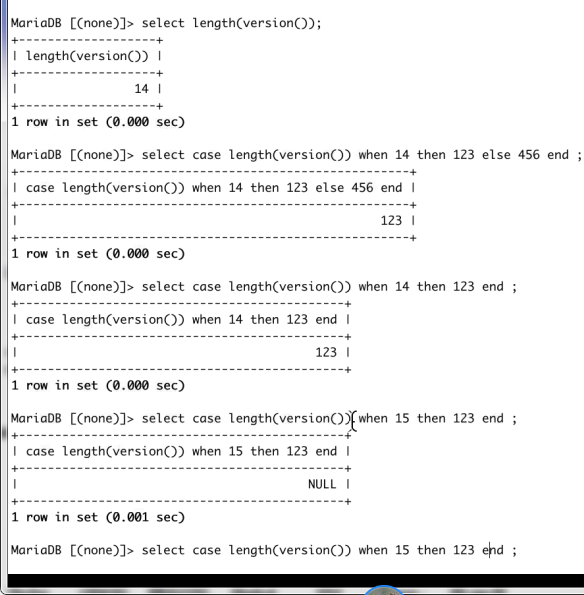 MariaDB [(none)]> select length(version());
+-------------------+
| length(version()) |
+-------------------+
|                14 |
+-------------------+
1 row in set (0.000 sec)
MariaDB [(none)]> select case length(version()) when 14 then 123 else 456 end ;
+------------------------------------------------------+
| case length(version()) when 14 then 123 else 456 end |
+------------------------------------------------------+
|                                                  123 |
+------------------------------------------------------+
1 row in set (0.000 sec)
MariaDB [(none)]> select case length(version()) when 14 then 123 end ;
+---------------------------------------------+
| case length(version()) when 14 then 123 end |
+---------------------------------------------+
|                                         123 |
+---------------------------------------------+
1 row in set (0.000 sec)
MariaDB [(none)]> select case length(version()) when 15 then 123 end ;
+---------------------------------------------+
| case length(version()) when 15 then 123 end |
+---------------------------------------------+
|                                        NULL |
+---------------------------------------------+
1 row in set (0.001 sec)
MariaDB [(none)]> select case length(version()) when 15 then 123 end ;